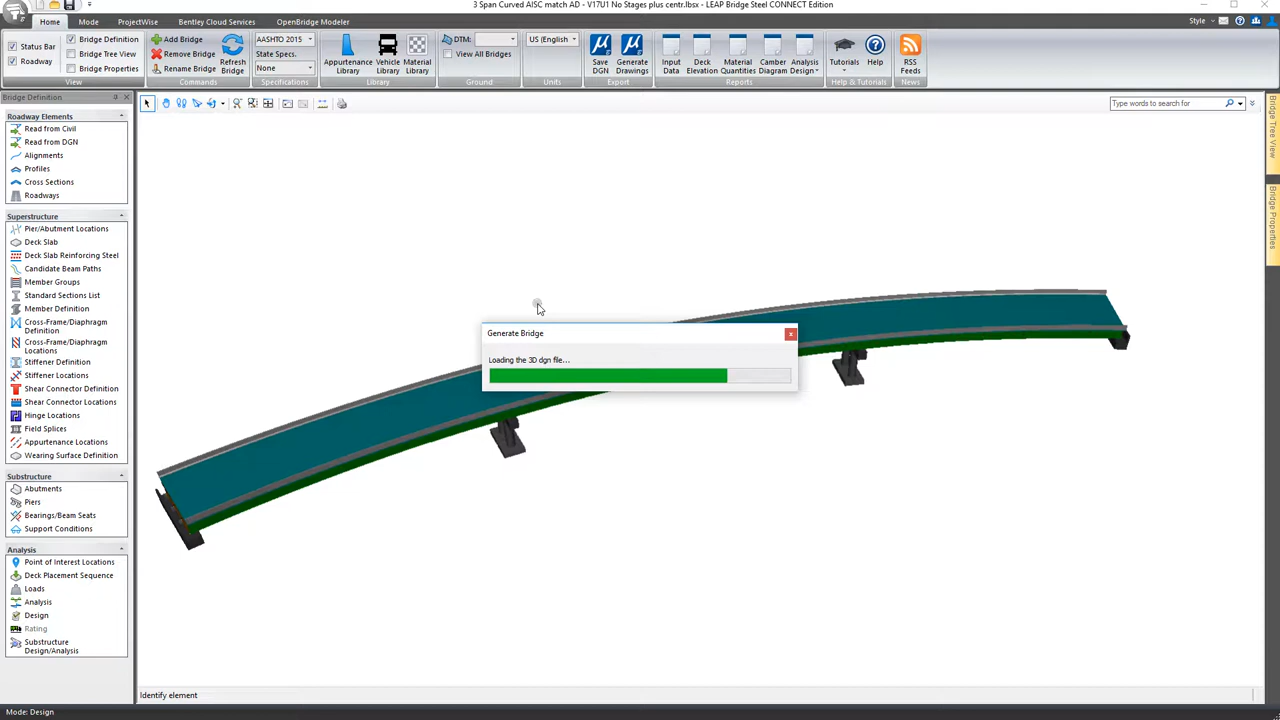 3 Span Curved AISC match AD - V17U1 No Stages plus centr.lbsx - LEAP Bridge Steel CONNECT Edition
Home Mode ProjectWise Bentley Cloud Services OpenBridge Modeler Style
Status Bar
Roadway
Bridge Definition
Bridge Tree View
Bridge Properties
View
Add Bridge
Remove Bridge
Rename Bridge
Refresh
Bridge
Commands
AASHTO 2015
State Specs.
None
Specifications
Appurtenance
Library
Vehicle
Library
Material
Library
Library
DTM:
View All Bridges
Ground
US (English
Units
Save
DGN
Generate
Drawings
Export
Input
Data
Deck
Elevation
Material
Quantities
Camber
Diagram
Analysis
Design
Reports
Tutorials
Help
Help & Tutorials
RSS
Feeds
News
Bridge Definition
Type words to search for
Roadway Elements
Read from Civil
Read from DGN
Alignments
Profiles
Cross Sections
Roadways
Superstructure
Pier/Abutment Locations
Deck Slab
Deck Slab Reinforcing Steel
Candidate Beam Paths
Member Groups
Standard Sections List
Member Definition
Cross-Frame/Diaphragm
Definition
Cross-Frame/Diaphragm
Locations
Stiffener Definition
Stiffener Locations
Shear Connector Definition
Shear Connector Locations
Hinge Locations
Field Splices
Appurtenance Locations
Wearing Surface Definition
Substructure
Abutments
Piers
Bearings/Beam Seats
Support Conditions
Analysis
Point of Interest Locations
Deck Placement Sequence
Loads
Analysis
Design
Rating
Substructure
Design/Analysis
Generate Bridge
Loading the 3D dgn file...
Bridge Tree View
Bridge Properties
Identify element
Mode: Design